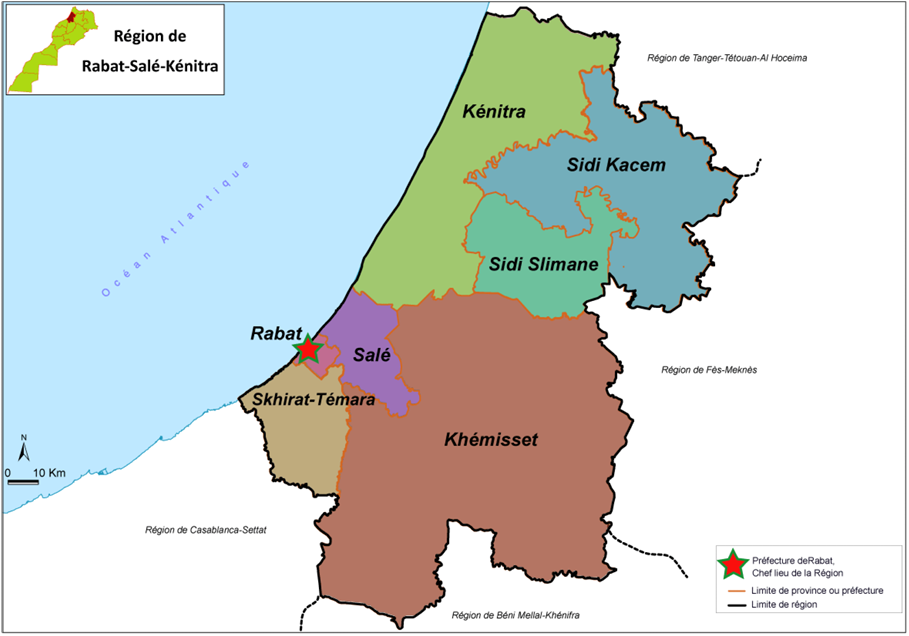 Région de
Rabat-Salé-Kénitra
Région de Tanger-Tétouan-Al Hoceima
Kénitra
Sidi Kacem
Océan Atlantique
Sidi Slimane
Rabat
Salé
Région de Fès-Meknès
Skhirat-Témara
Khémisset
N
0 10 Km
Région de Casablanca-Settat
Préfecture deRabat,
Chef lieu de la Région
Limite de province ou préfecture
Limite de région
Région de Béni Mellal-Khénifra